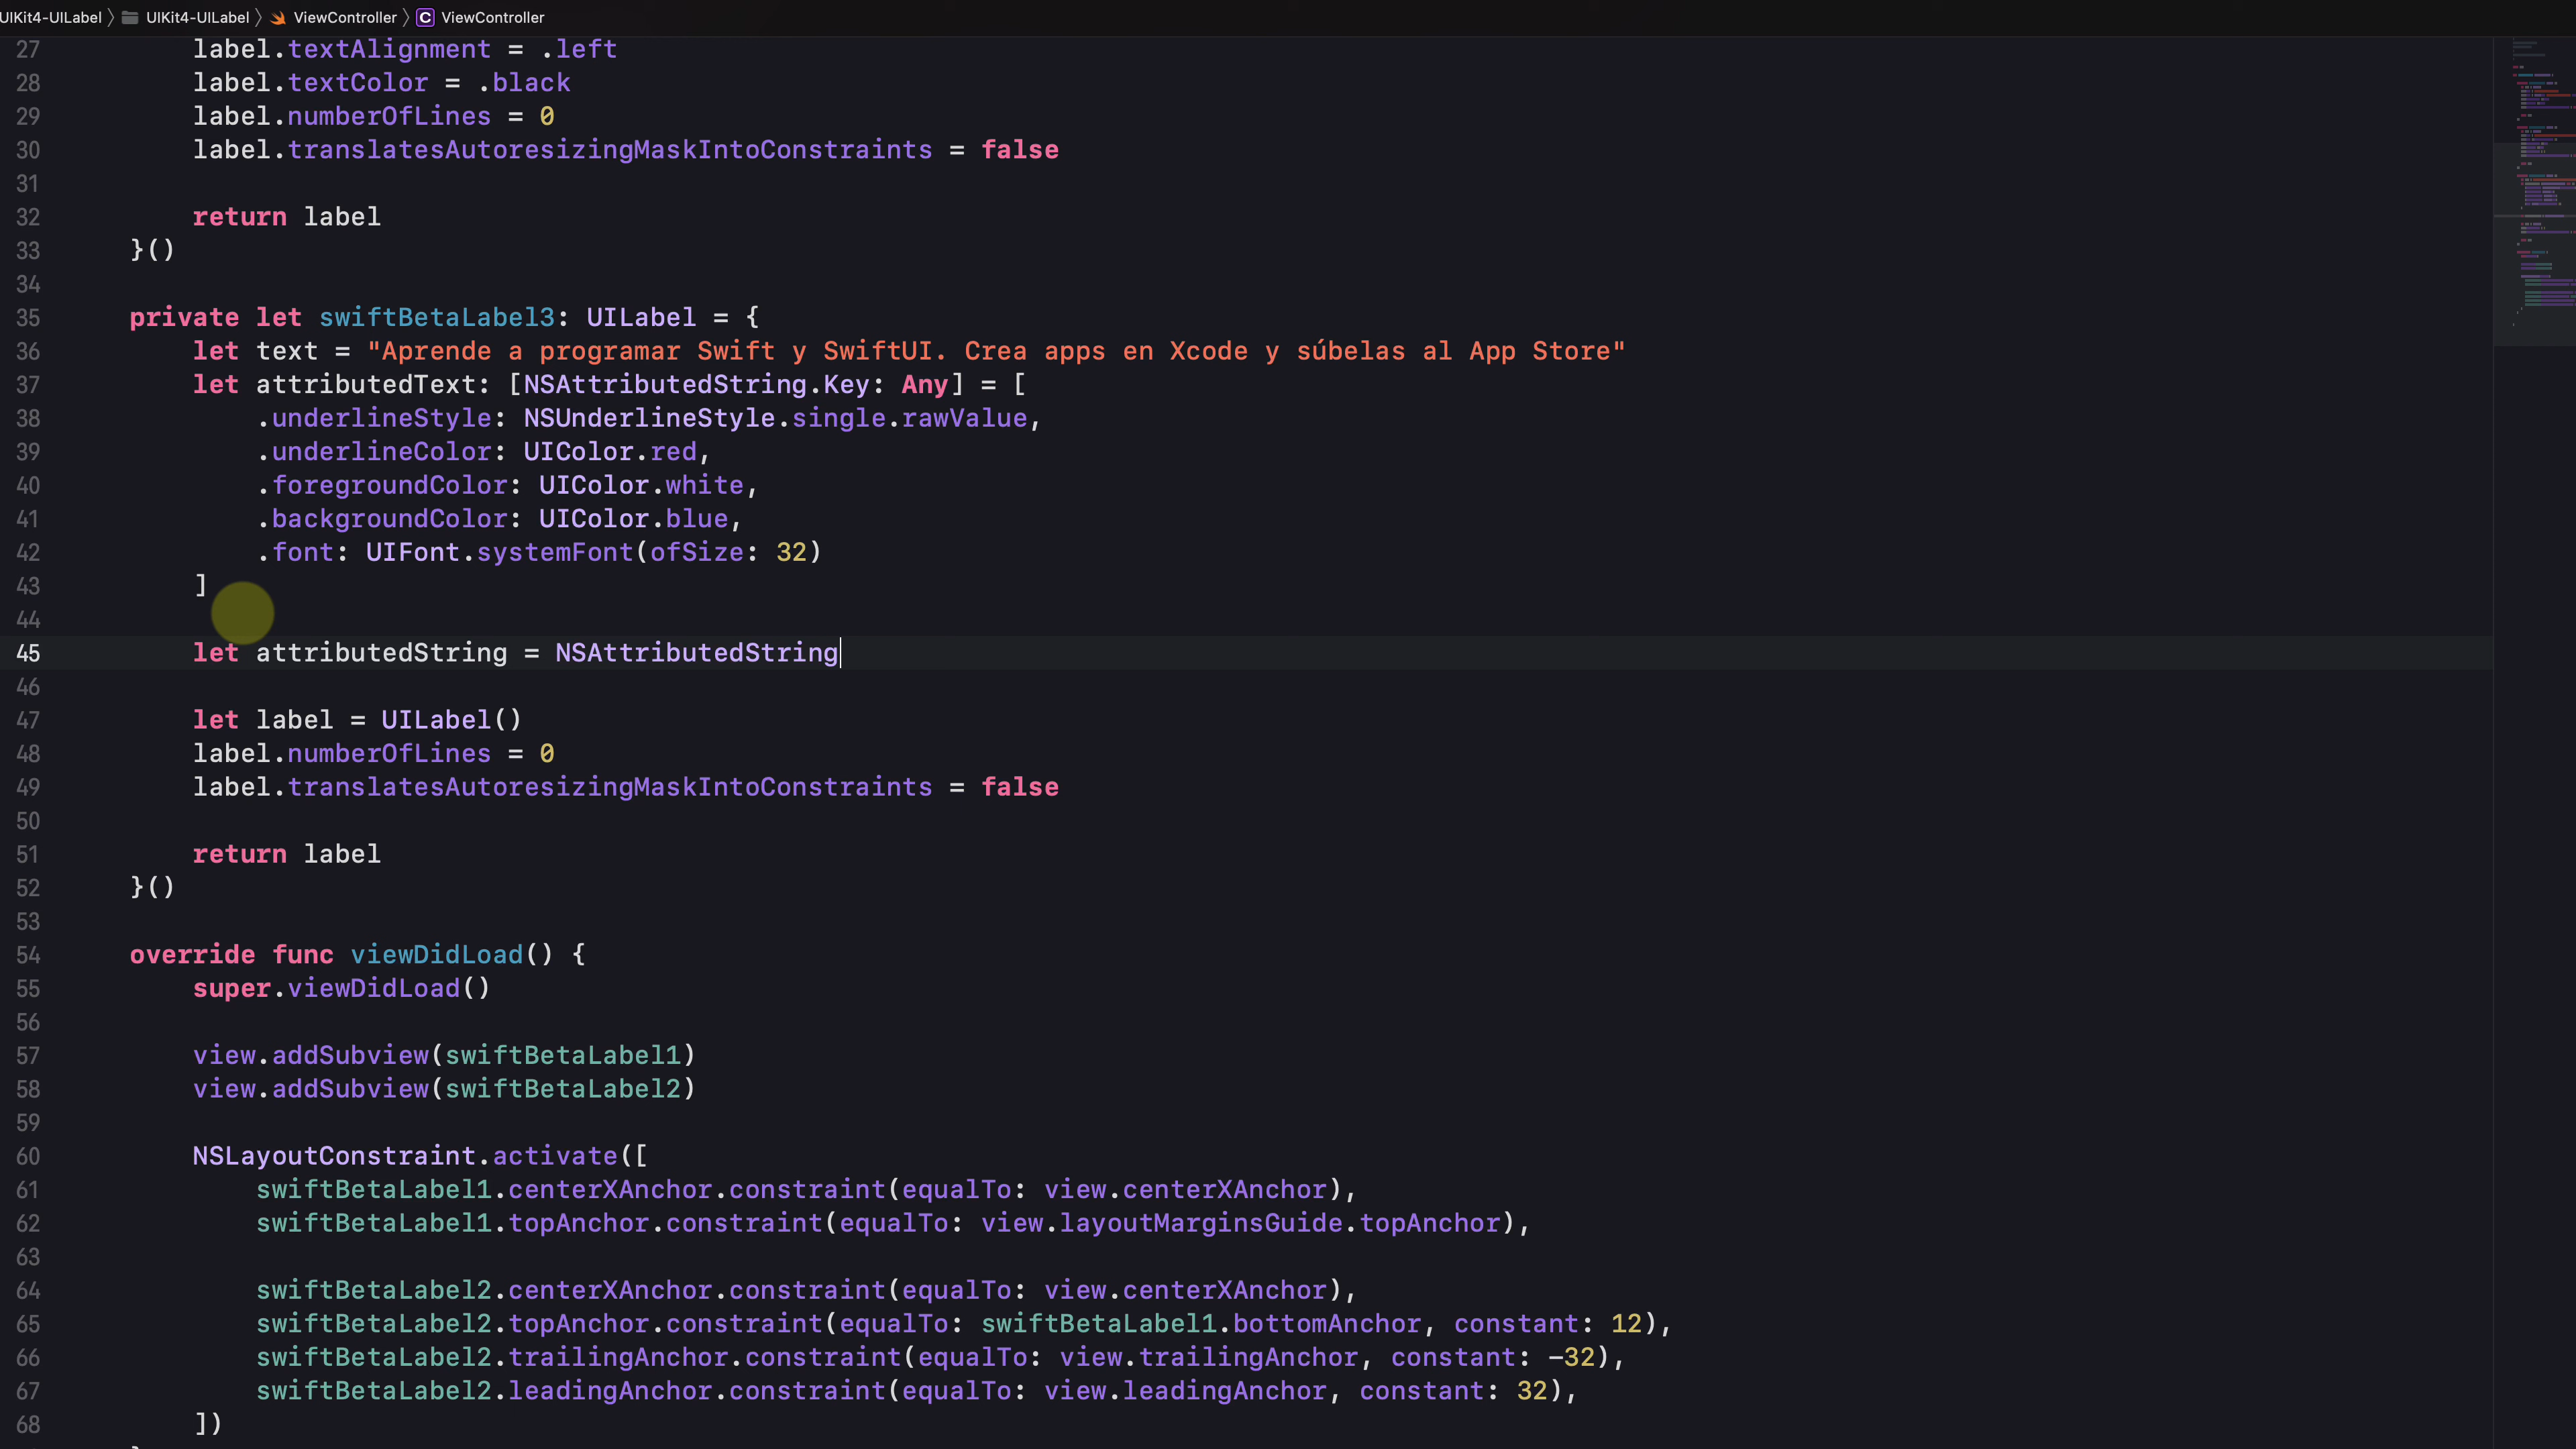 UIKit4-UILabel UIKit4-UILabel ViewController C ViewController
27 label.textAlignment = .left
28 label.textColor = .black
29 label.numberOfLines = 0
30 label.translatesAutoresizingMaskIntoConstraints = false
31
32 return label
33 }()
34
35 private let swiftBetaLabel3: UILabel = {
36 let text = "Aprende a programar Swift y SwiftUI. Crea apps en Xcode y súbelas al App Store"
37 let attributedText: [NSAttributedString.Key: Any] = [
38 .underlineStyle: NSUnderlineStyle.single.rawValue,
39 .underlineColor: UIColor.red,
40 .foregroundColor: UIColor.white,
41 .backgroundColor: UIColor.blue,
42 .font: UIFont.systemFont(ofSize: 32)
43 ]
44
45 let attributedString = NSAttributedString
46
47 let label = UILabel()
48 label.numberOfLines = 0
49 label.translatesAutoresizingMaskIntoConstraints = false
50
51 return label
52 }()
53
54 override func viewDidLoad() {
55 super.viewDidLoad()
56
57 view.addSubview(swiftBetaLabel1)
58 view.addSubview(swiftBetaLabel2)
59
60 NSLayoutConstraint.activate([
61 swiftBetaLabel1.centerXAnchor.constraint(equalTo: view.centerXAnchor),
62 swiftBetaLabel1.topAnchor.constraint(equalTo: view.layoutMarginsGuide.topAnchor),
63
64 swiftBetaLabel2.centerXAnchor.constraint(equalTo: view.centerXAnchor),
65 swiftBetaLabel2.topAnchor.constraint(equalTo: swiftBetaLabel1.bottomAnchor, constant: 12),
66 swiftBetaLabel2.trailingAnchor.constraint(equalTo: view.trailingAnchor, constant: -32),
67 swiftBetaLabel2.leadingAnchor.constraint(equalTo: view.leadingAnchor, constant: 32),
68 ])